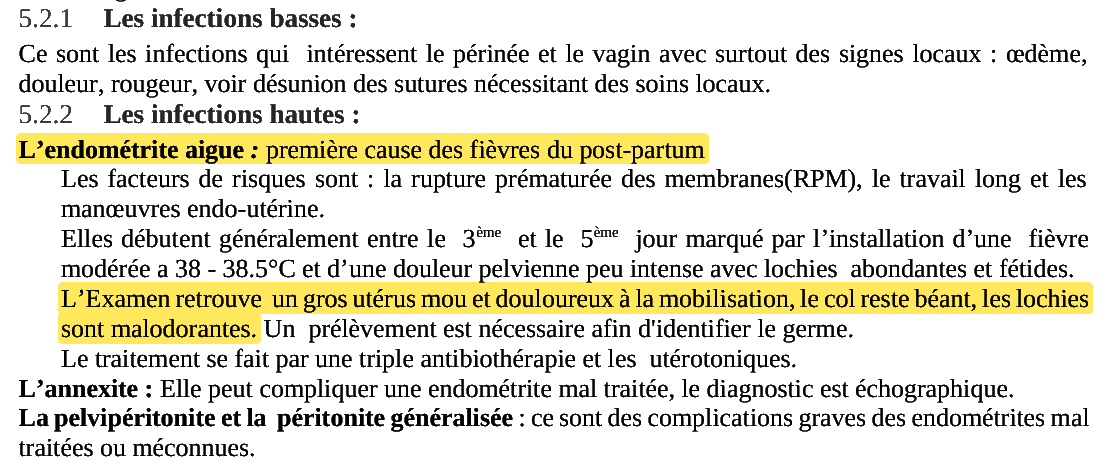 5.2.1 Les infections basses :
Ce sont les infections qui intéressent le périnée et le vagin avec surtout des signes locaux : œdème,
douleur, rougeur, voir désunion des sutures nécessitant des soins locaux.
5.2.2 Les infections hautes :
L’endométrite aigue : première cause des fièvres du post-partum
Les facteurs de risques sont : la rupture prématurée des membranes(RPM), le travail long et les
manœuvres endo-utérine.
Elles débutent généralement entre le 3ème et le 5ème jour marqué par l’installation d’une fièvre
modérée a 38 - 38.5°C et d’une douleur pelvienne peu intense avec lochies abondantes et fétides.
L’Examen retrouve un gros utérus mou et douloureux à la mobilisation, le col reste béant, les lochies
sont malodorantes. Un prélèvement est nécessaire afin d'identifier le germe.
Le traitement se fait par une triple antibiothérapie et les utérotoniques.
L’annexite : Elle peut compliquer une endométrite mal traitée, le diagnostic est échographique.
La pelvipéritonite et la péritonite généralisée : ce sont des complications graves des endométrites mal
traitées ou méconnues.